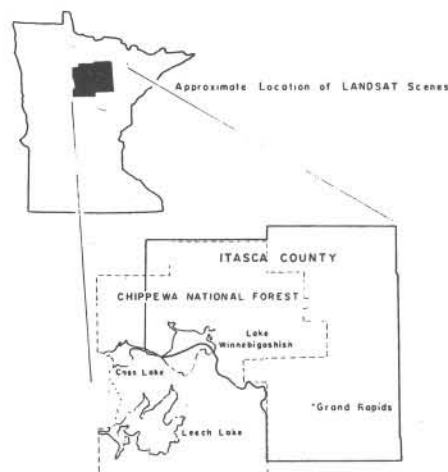 Approximate Location of LANDSAT Scenes
ITASCA COUNTY
CHIPPEWA NATIONAL FOREST
Lake
Winnebigoshish
Cass Lake
Grand Rapids
Leech Lake